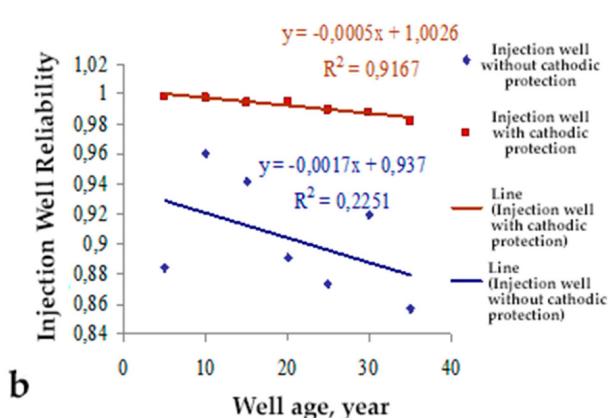 y = -0,0005x + 1,0026
R² = 0,9167
Injection Well Reliability
1,02
1
0,98
0,96
0,94
0,92
0,9
0,88
0,86
0,84
y = -0,0017x + 0,937
R² = 0,2251
0
10
20
30
40
Well age, year
b
Injection well
without cathodic
protection
Injection well
with cathodic
protection
Line
(Injection well
with cathodic
protection)
Line
(Injection well
without cathodic
protection)